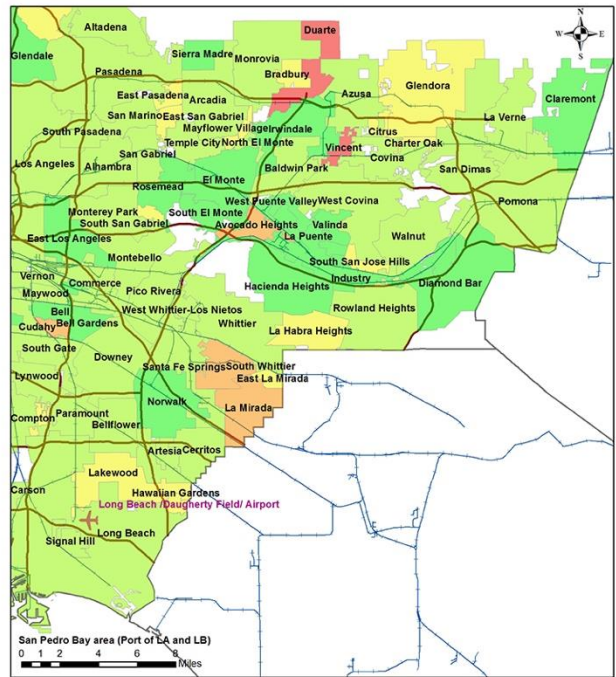 N
W E
S
Altadena
Duarte
Sierra Madre
Monrovia
Glendale
Bradbury
Pasadena
Glendora
Azusa
Claremont
East Pasadena
Arcadia
San Marino
East San Gabriel
La Verne
Mayflower Village
Irwindale
Citrus
South Pasadena
Temple City
North El Monte
Vincent
Charter Oak
San Gabriel
Covina
Los Angeles
Alhambra
Baldwin Park
San Dimas
El Monte
Rosemead
West Puente Valley
West Covina
Pomona
Monterey Park
South El Monte
South San Gabriel
Avocado Heights
Valinda
East Los Angeles
La Puente
Walnut
Montebello
South San Jose Hills
Vernon
Commerce
Industry
Maywood
Pico Rivera
Hacienda Heights
Diamond Bar
Bell
West Whittier-Los Nietos
Rowland Heights
Cudahy
Bell Gardens
Whittier
La Habra Heights
South Gate
Downey
Santa Fe Springs
South Whittier
Lynwood
East La Mirada
Norwalk
La Mirada
Compton
Paramount
Bellflower
Artesia
Cerritos
Lakewood
Carson
Hawaiian Gardens
Long Beach /Daugherty Field/ Airport
Long Beach
Signal Hill
San Pedro Bay area (Port of LA and LB)
0 1 2 4 6 8
Miles